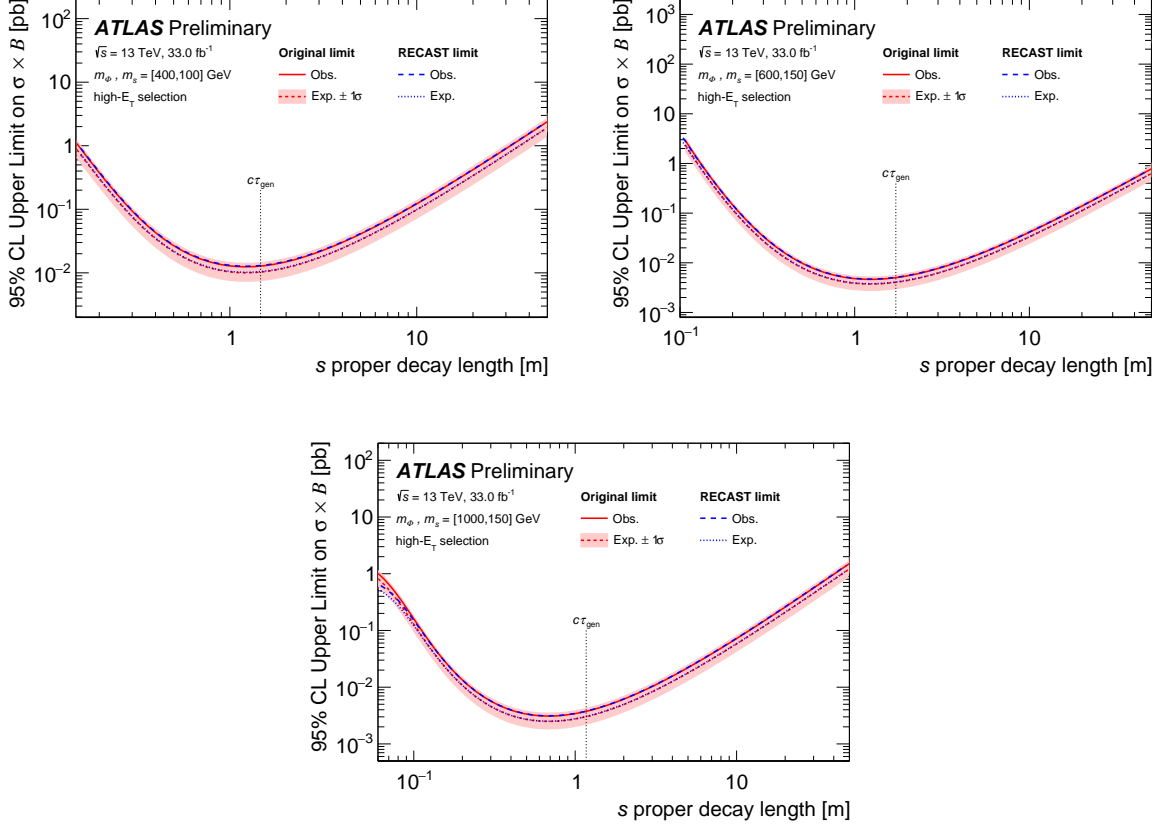 95% CL Upper Limit on σ × B [pb]
10²
10
1
10⁻¹
10⁻²
ATLAS Preliminary
√s = 13 TeV, 33.0 fb⁻¹
m_Φ , m_s = [400,100] GeV
high-E_T selection
Original limit
Obs.
Exp. ± 1σ
RECAST limit
Obs.
Exp.
cτ_gen
1
10
s proper decay length [m]
95% CL Upper Limit on σ × B [pb]
10³
10²
10
1
10⁻¹
10⁻²
10⁻³
ATLAS Preliminary
√s = 13 TeV, 33.0 fb⁻¹
m_Φ , m_s = [600,150] GeV
high-E_T selection
Original limit
Obs.
Exp. ± 1σ
RECAST limit
Obs.
Exp.
cτ_gen
10⁻¹
1
10
s proper decay length [m]
95% CL Upper Limit on σ × B [pb]
10²
10
1
10⁻¹
10⁻²
10⁻³
ATLAS Preliminary
√s = 13 TeV, 33.0 fb⁻¹
m_Φ , m_s = [1000,150] GeV
high-E_T selection
Original limit
Obs.
Exp. ± 1σ
RECAST limit
Obs.
Exp.
cτ_gen
10⁻¹
1
10
s proper decay length [m]